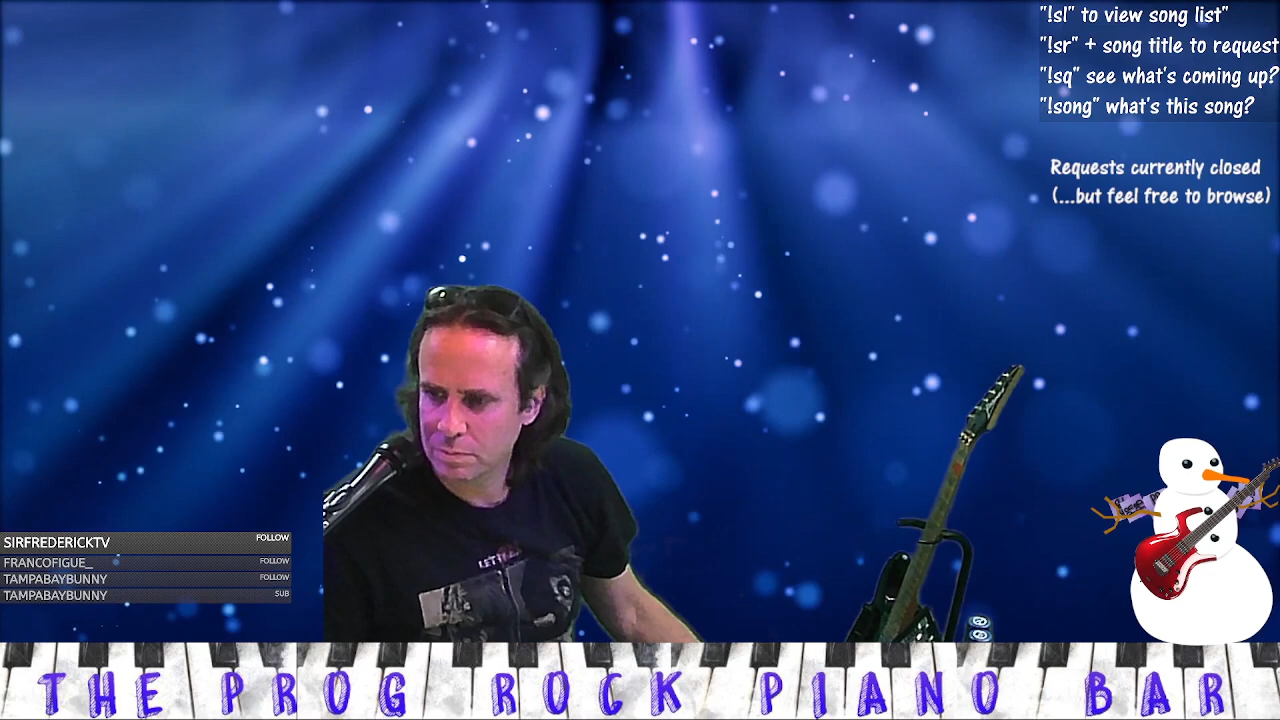 "!sl" to view song list"
"!sr" + song title to request
"!sq" see what's coming up?
"!song" what's this song?
Requests currently closed
(...but feel free to browse)
SIRFREDERICKTV FOLLOW
FRANCOFIGUE_ FOLLOW
TAMPABAYBUNNY FOLLOW
TAMPABAYBUNNY SUB
THE PROG ROCK PIANO BAR